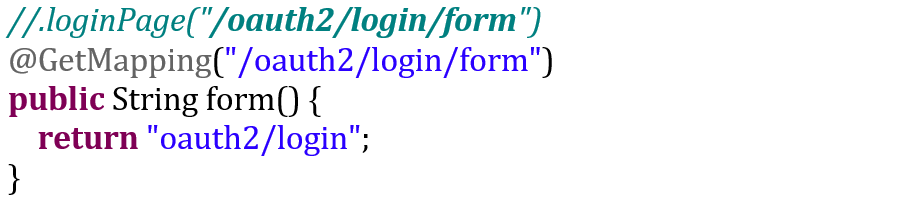 //.loginPage("/oauth2/login/form")
@GetMapping("/oauth2/login/form")
public String form() {
    return "oauth2/login";
}